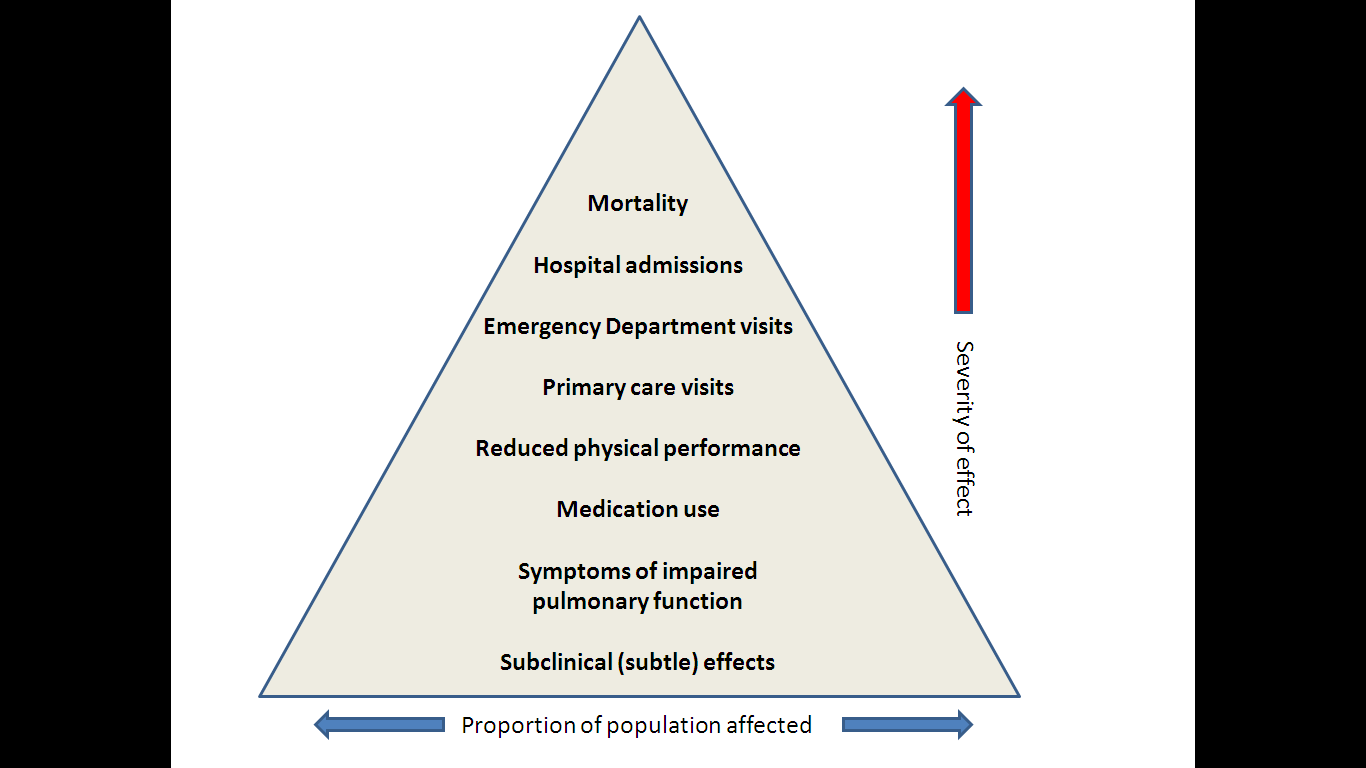 Mortality
Hospital admissions
Emergency Department visits
Primary care visits
Reduced physical performance
Medication use
Symptoms of impaired
pulmonary function
Subclinical (subtle) effects
Proportion of population affected
Severity of effect